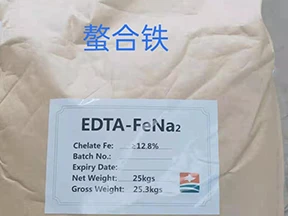 螯合铁
EDTA-FeNa₂
Chelate Fe: ≥12.8%
Batch No.:
Expiry Date:
Net Weight: 25kgs
Gross Weight: 25.3kgs